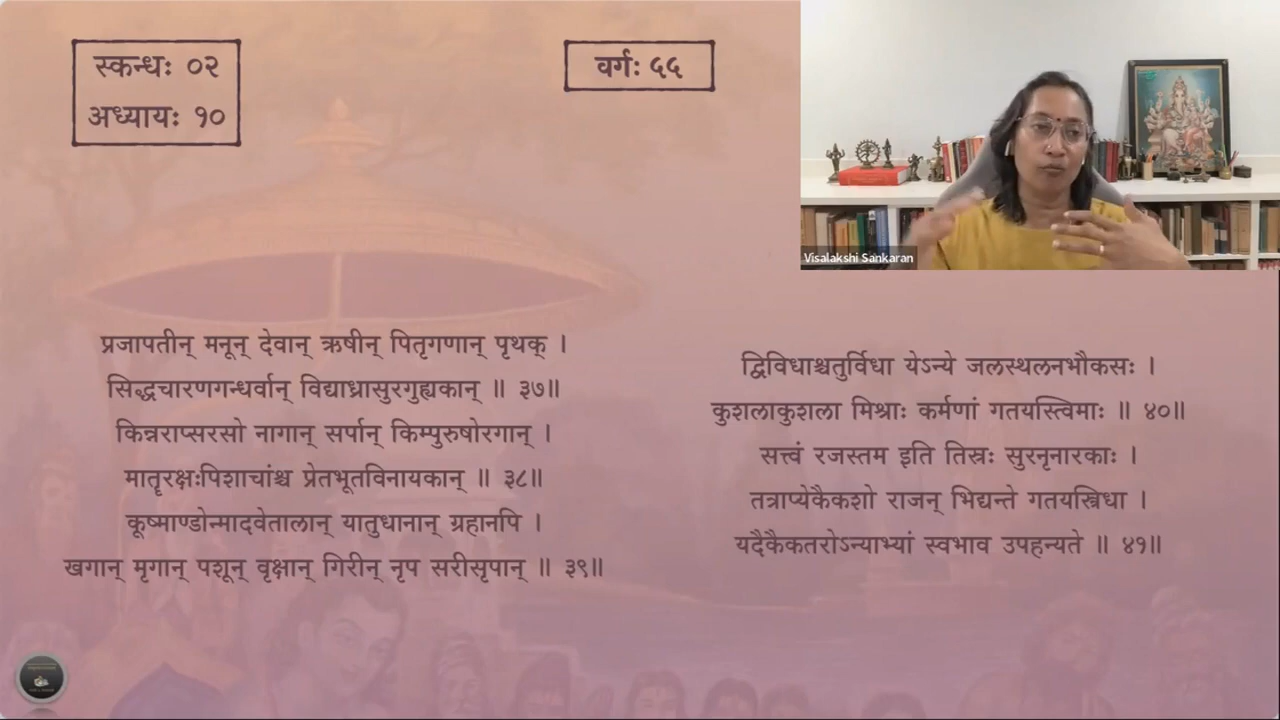 स्कन्धः ०२
अध्यायः १०
वर्गः ५५
Visalakshi Sankaran
प्रजापतीन् मनून् देवान् ऋषीन् पितृगणान् पृथक् ।
सिद्धचारणगन्धर्वान् विद्याध्रासुरगुह्यकान् ॥ ३७॥
किन्नराप्सरसो नागान् सर्पान् किम्पुरुषोरगान् ।
मातॄरक्षःपिशाचांश्च प्रेतभूतविनायकान् ॥ ३८॥
कूष्माण्डोन्मादवेतालान् यातुधानान् ग्रहानपि ।
खगान् मृगान् पशून् वृक्षान् गिरीन् नृप सरीसृपान् ॥ ३९॥
द्विविधाश्चतुर्विधा येऽन्ये जलस्थलनभौकसः ।
कुशलाकुशला मिश्राः कर्मणां गतयस्त्विमाः ॥ ४०॥
सत्त्वं रजस्तम इति तिस्रः सुरनृनारकाः ।
तत्राप्येकैकशो राजन् भिद्यन्ते गतयस्त्रिधा ।
यदैकैकतरोऽन्याभ्यां स्वभाव उपहन्यते ॥ ४१॥